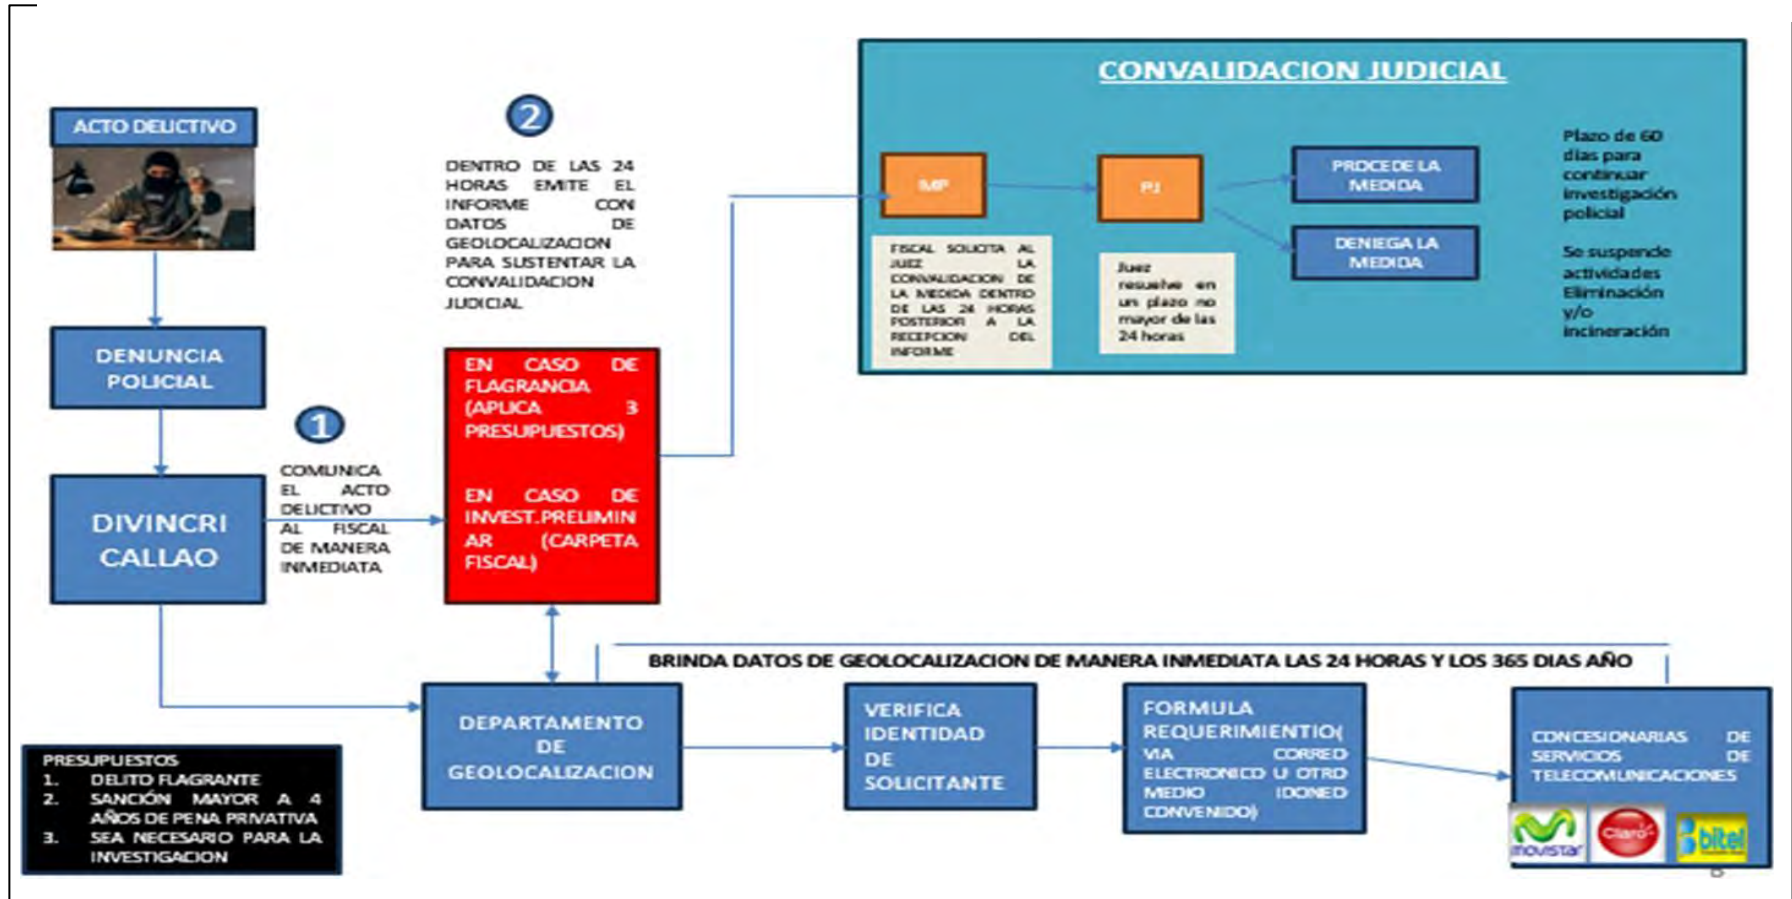 ACTO DELICTIVO
DENUNCIA
POLICIAL
DIVINCRI
CALLAO
1
COMUNICA
EL ACTO
DELICTIVO
AL FISCAL
DE MANERA
INMEDIATA
2
DENTRO DE LAS 24
HORAS EMITE EL
INFORME CON
DATOS DE
GEOLOCALIZACION
PARA SUSTENTAR LA
CONVALIDACION
JUDICIAL
EN CASO DE
FLAGRANCIA
(APLICA 3
PRESUPUESTOS)
EN CASO DE
INVEST.PRELIMIN
AR (CARPETA
FISCAL)
CONVALIDACION JUDICIAL
MP
FISCAL SOLICITA AL
JUEZ LA
CONVALIDACION DE
LA MEDIDA DENTRO
DE LAS 24 HORAS
POSTERIOR A LA
RECEPCION DEL
INFORME
PJ
Juez
resuelve en
un plazo no
mayor de las
24 horas
PROCEDE LA
MEDIDA
DENIEGA LA
MEDIDA
Plazo de 60
dias para
continuar
investigación
policial
Se suspende
actividades
Eliminación
y/o
incineración
BRINDA DATOS DE GEOLOCALIZACION DE MANERA INMEDIATA LAS 24 HORAS Y LOS 365 DIAS AÑO
DEPARTAMENTO
DE
GEOLOCALIZACION
VERIFICA
IDENTIDAD
DE
SOLICITANTE
FORMULA
REQUERIMIENTIO(
VIA CORREO
ELECTRONICO U OTRO
MEDIO IDONEO
CONVENIDO)
CONCESIONARIAS DE
SERVICIOS DE
TELECOMUNICACIONES
movistar
Claro
bitel
PRESUPUESTOS
1. DELITO FLAGRANTE
2. SANCIÓN MAYOR A 4
AÑOS DE PENA PRIVATIVA
3. SEA NECESARIO PARA LA
INVESTIGACION